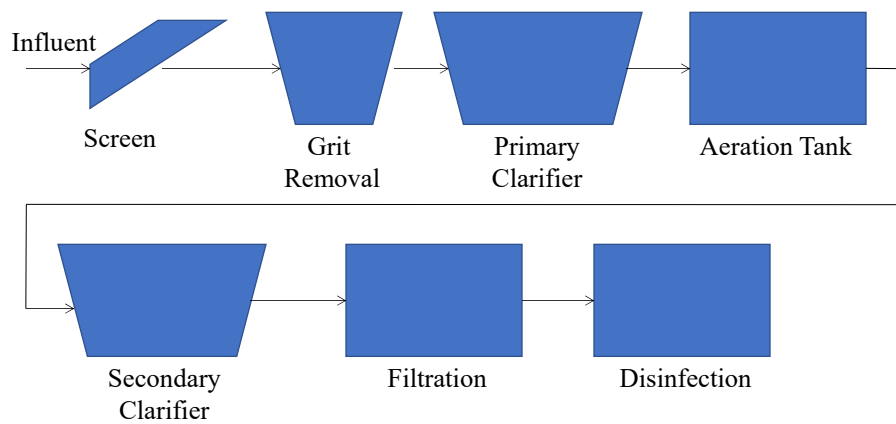 Influent
Screen
Grit
Removal
Primary
Clarifier
Aeration Tank
Secondary
Clarifier
Filtration
Disinfection